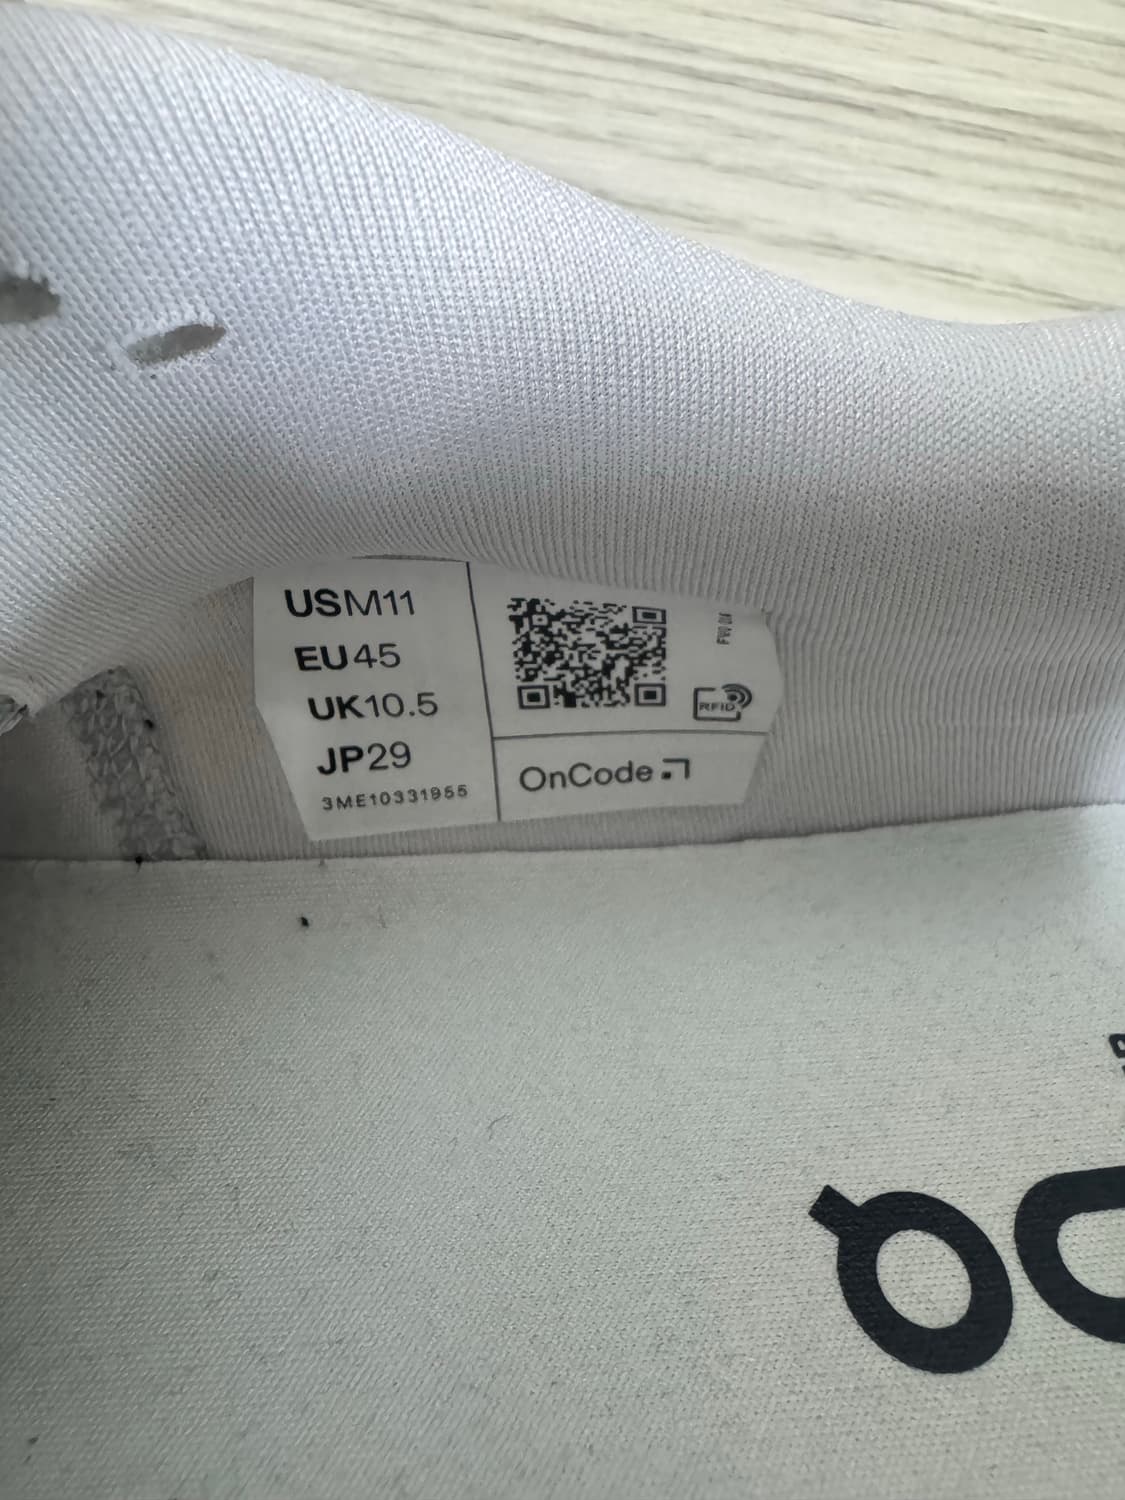 USM11
EU45
UK10.5
JP29
3ME10331955
RFID
OnCode